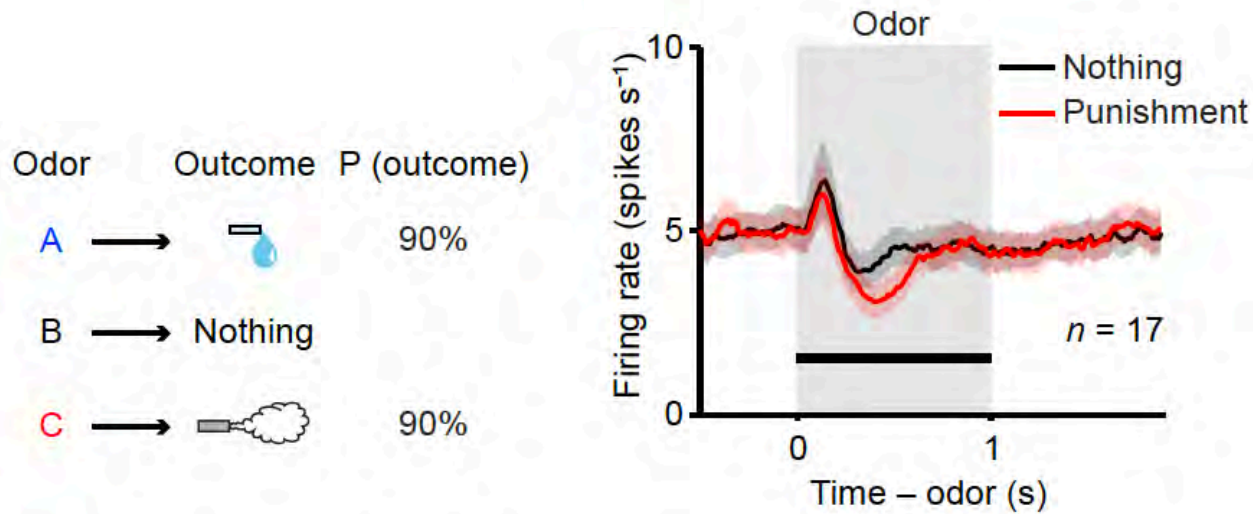 Odor Outcome P (outcome)
A 90%
B Nothing
C 90%
Odor
Nothing
Punishment
Firing rate (spikes s⁻¹)
10
5
0
n = 17
0 1
Time – odor (s)